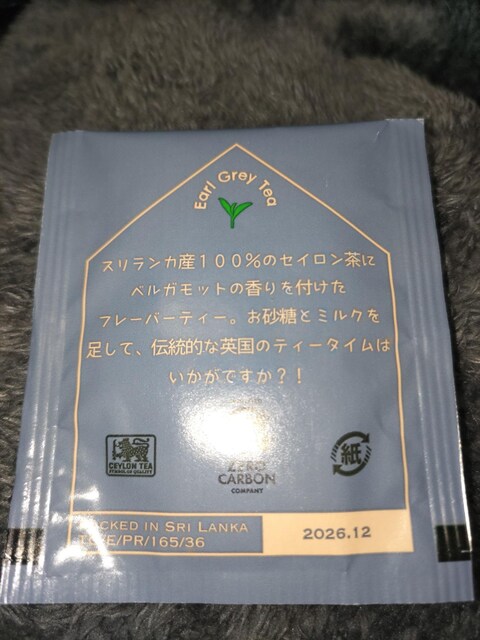 Earl Grey Tea
スリランカ産100%のセイロン茶に
ベルガモットの香りを付けた
フレーバーティー。お砂糖とミルクを
足して、伝統的な英国のティータイムは
いかがですか?!
CEYLON TEA
SYMBOL OF QUALITY
ZERO
CARBON
COMPANY
紙
PACKED IN SRI LANKA
2026.12